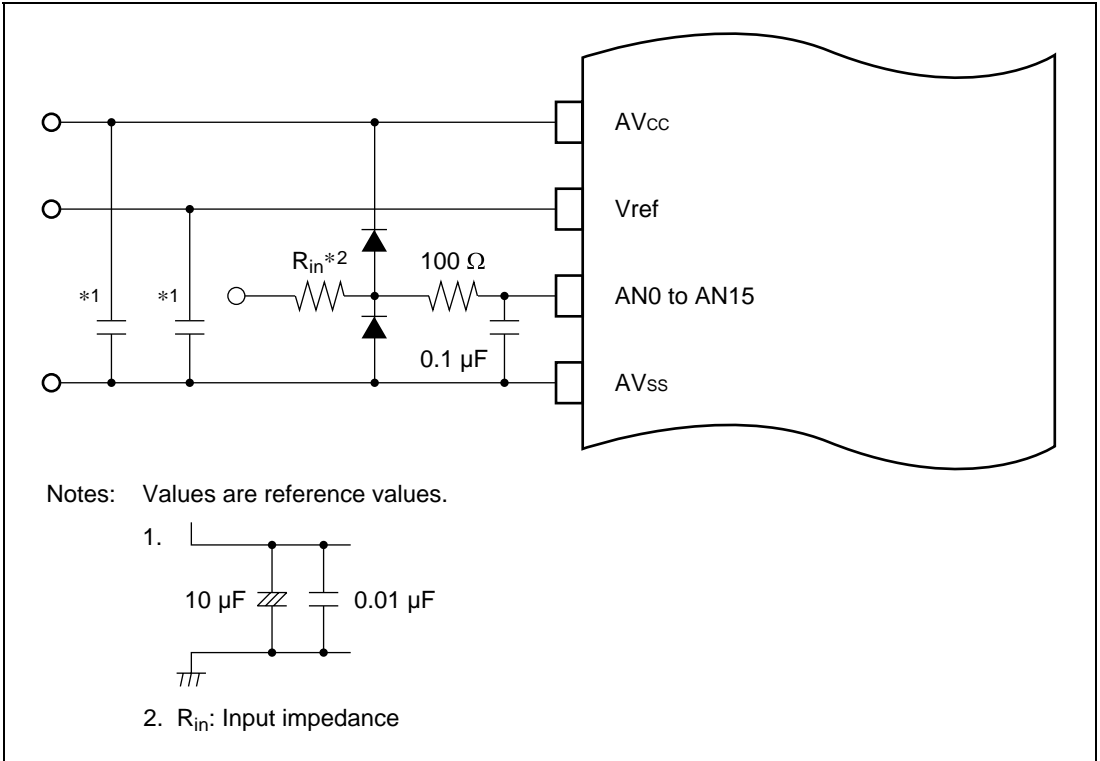 AVCC
Vref
Rin*2
100 Ω
*1
*1
AN0 to AN15
0.1 µF
AVSS
Notes: Values are reference values.
1.
10 µF
0.01 µF
2. Rin: Input impedance